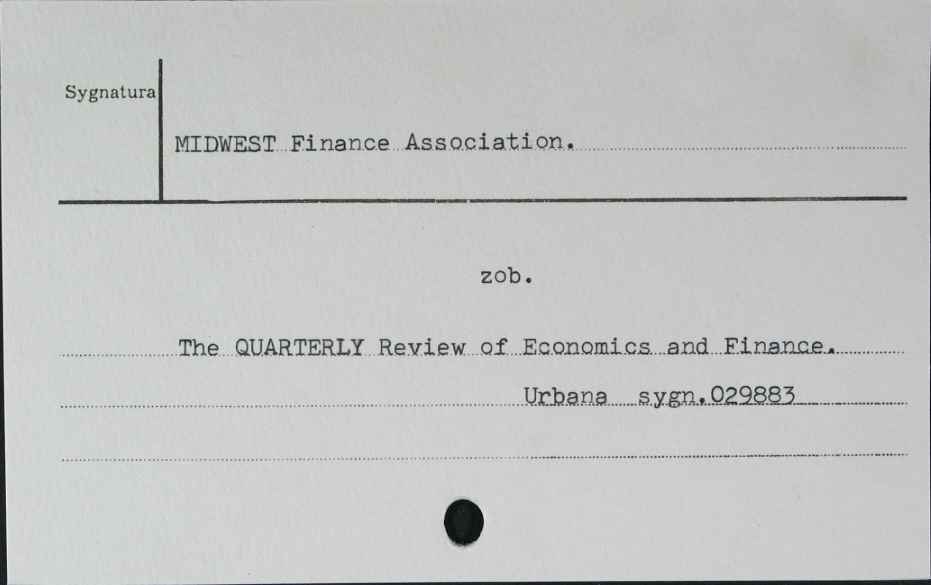 Sygnatura
MIDWEST Finance Association.
zob.
The QUARTERLY Review of Economics and Finance.
Urbana sygn.029883